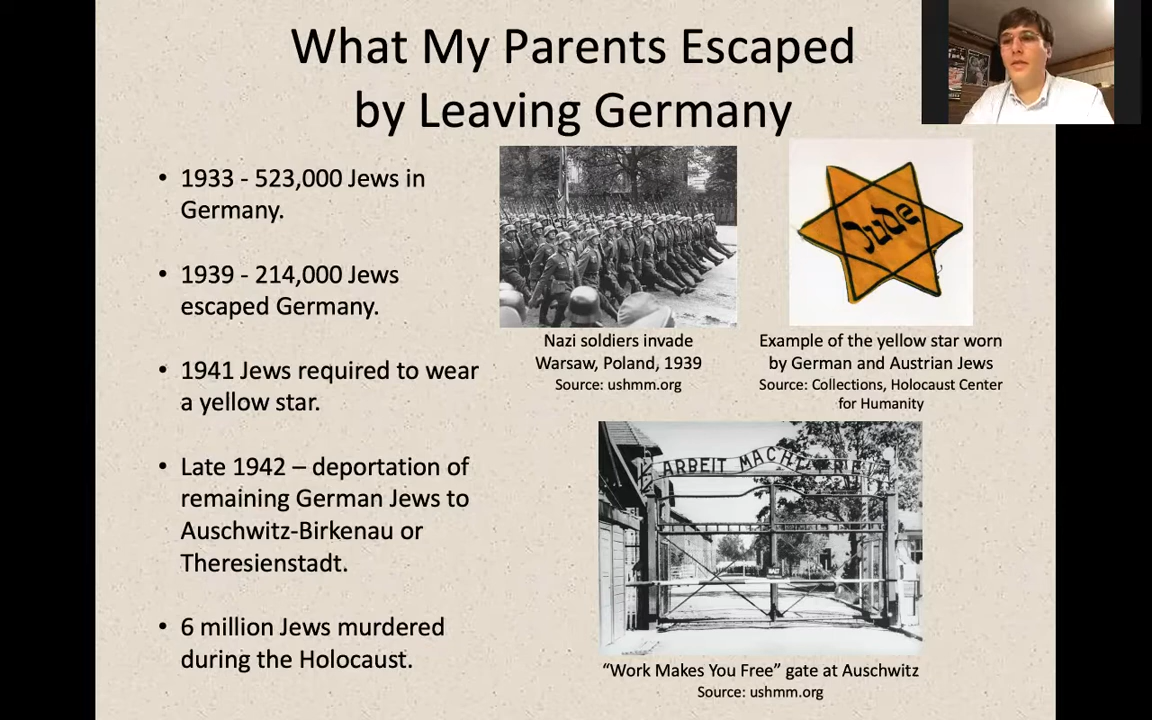 What My Parents Escaped
by Leaving Germany
• 1933 - 523,000 Jews in
Germany.
• 1939 - 214,000 Jews
escaped Germany.
• 1941 Jews required to wear
a yellow star.
• Late 1942 – deportation of
remaining German Jews to
Auschwitz-Birkenau or
Theresienstadt.
• 6 million Jews murdered
during the Holocaust.
Nazi soldiers invade
Warsaw, Poland, 1939
Source: ushmm.org
Jude
Example of the yellow star worn
by German and Austrian Jews
Source: Collections, Holocaust Center
for Humanity
ARBEIT MACHT FREI
“Work Makes You Free” gate at Auschwitz
Source: ushmm.org